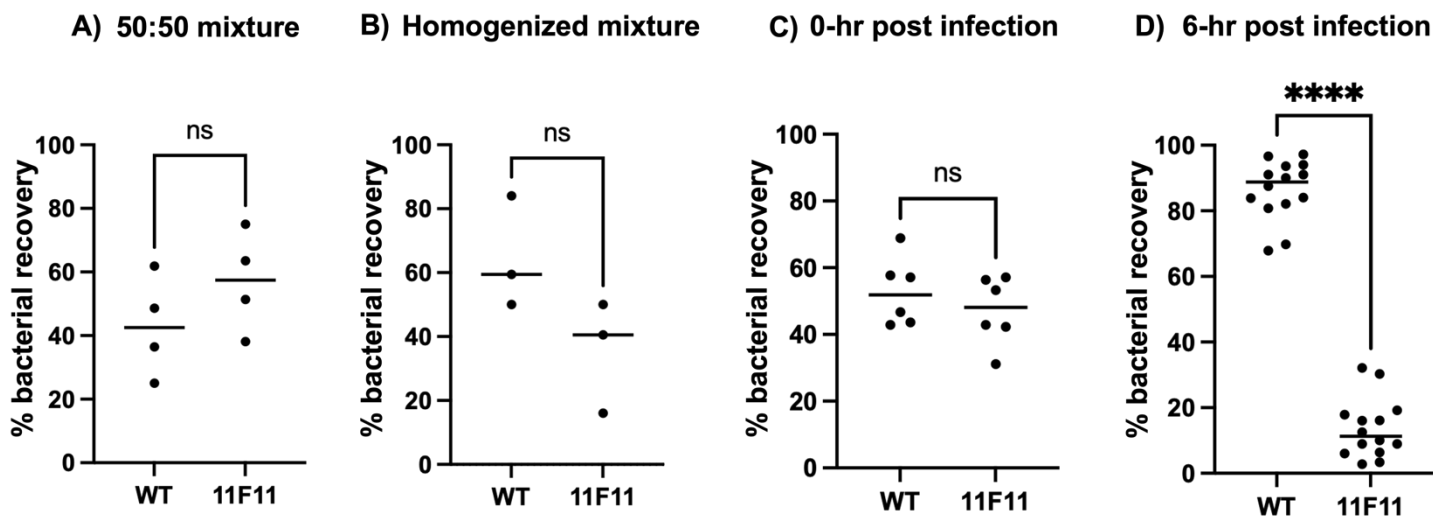 A) 50:50 mixture
ns
% bacterial recovery
100
80
60
40
20
0
WT 11F11
B) Homogenized mixture
ns
% bacterial recovery
100
80
60
40
20
0
WT 11F11
C) 0-hr post infection
ns
% bacterial recovery
100
80
60
40
20
0
WT 11F11
D) 6-hr post infection
****
% bacterial recovery
100
80
60
40
20
0
WT 11F11